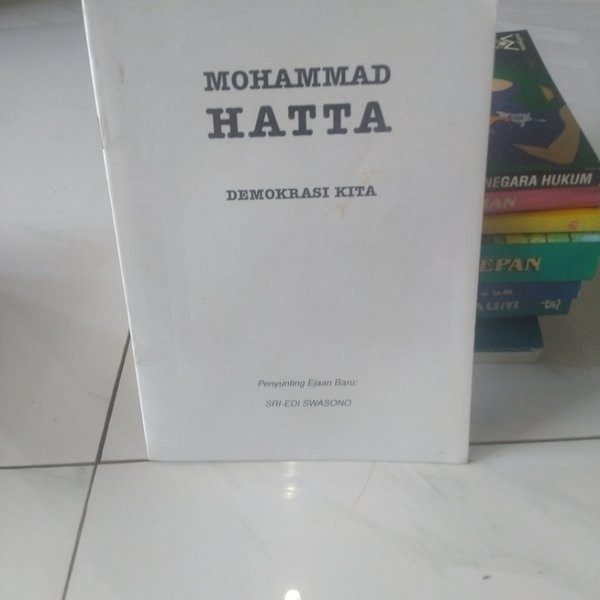 MOHAMMAD
HATTA
DEMOKRASI KITA
Penyunting Ejaan Baru:
SRI-EDI SWASONO
NEGARA HUKUM
EPAN